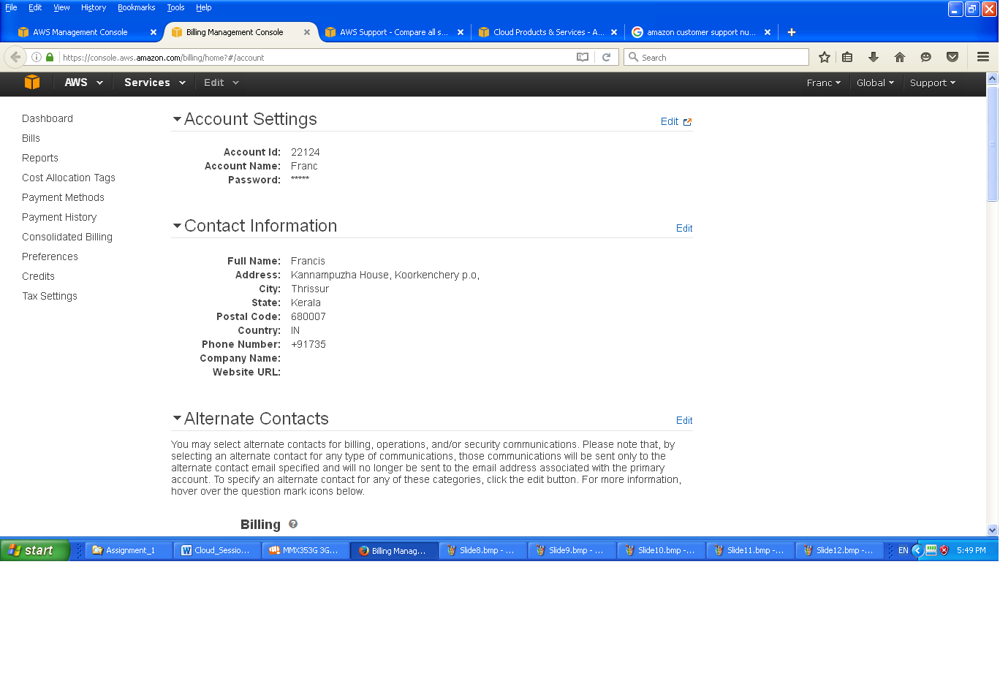 File Edit View History Bookmarks Tools Help
AWS Management Console
Billing Management Console
AWS Support - Compare all s...
Cloud Products & Services - A...
amazon customer support nu...
https://console.aws.amazon.com/billing/home?#/account
Search
AWS Services Edit Franc Global Support
Dashboard
Bills
Reports
Cost Allocation Tags
Payment Methods
Payment History
Consolidated Billing
Preferences
Credits
Tax Settings
Account Settings Edit
Account Id: 22124
Account Name: Franc
Password: *****
Contact Information Edit
Full Name: Francis
Address: Kannampuzha House, Koorkenchery p.o,
City: Thrissur
State: Kerala
Postal Code: 680007
Country: IN
Phone Number: +91735
Company Name:
Website URL:
Alternate Contacts Edit
You may select alternate contacts for billing, operations, and/or security communications. Please note that, by
selecting an alternate contact for any type of communications, those communications will be sent only to the
alternate contact email specified and will no longer be sent to the email address associated with the primary
account. To specify an alternate contact for any of these categories, click the edit button. For more information,
hover over the question mark icons below.
Billing ?
start Assignment_1 Cloud_Sessio... MMX353G 3G... Billing Manag... Slide8.bmp - ... Slide9.bmp - ... Slide10.bmp -... Slide11.bmp -... Slide12.bmp -... EN 5:49 PM